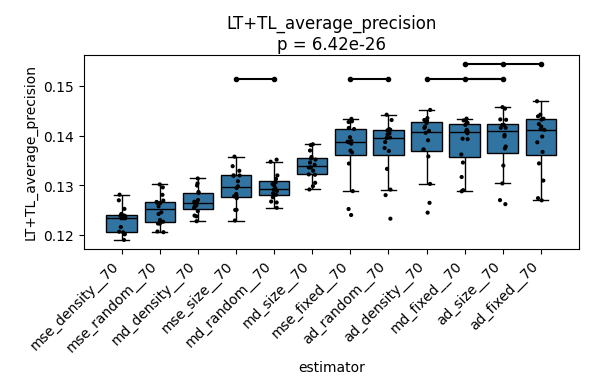 LT+TL_average_precision
p = 6.42e-26
LT+TL_average_precision
0.15
0.14
0.13
0.12
mse_density__70
mse_random__70
md_density__70
mse_size__70
md_random__70
md_size__70
mse_fixed__70
ad_random__70
ad_density__70
md_fixed__70
ad_size__70
ad_fixed__70
estimator